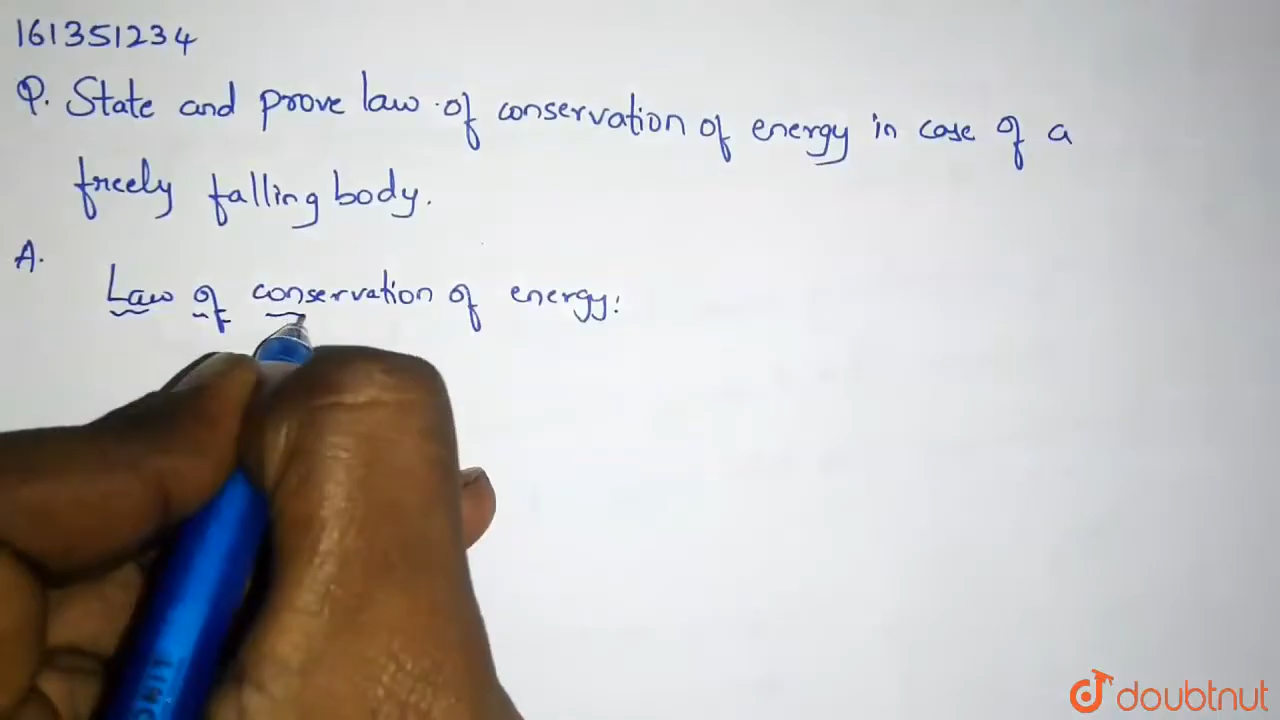 161351234
Q. State and prove law of conservation of energy in case of a
freely falling body.
A.
Law of conservation of energy:
doubtnut